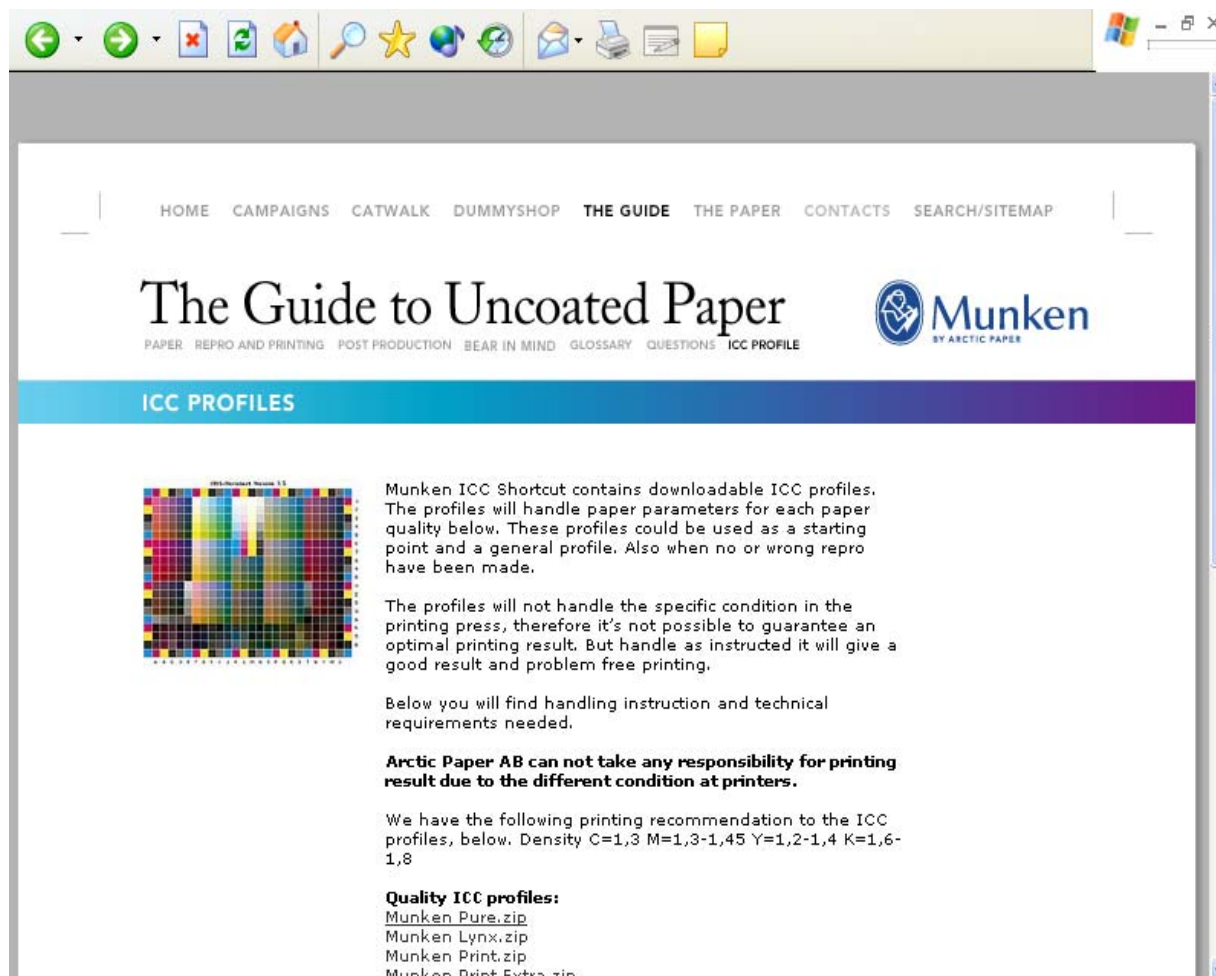 HOME CAMPAIGNS CATWALK DUMMYSHOP THE GUIDE THE PAPER CONTACTS SEARCH/SITEMAP
The Guide to Uncoated Paper
Munken
BY ARCTIC PAPER
PAPER REPRO AND PRINTING POST PRODUCTION BEAR IN MIND GLOSSARY QUESTIONS ICC PROFILE
ICC PROFILES
Munken ICC Shortcut contains downloadable ICC profiles.
The profiles will handle paper parameters for each paper
quality below. These profiles could be used as a starting
point and a general profile. Also when no or wrong repro
have been made.
The profiles will not handle the specific condition in the
printing press, therefore it's not possible to guarantee an
optimal printing result. But handle as instructed it will give a
good result and problem free printing.
Below you will find handling instruction and technical
requirements needed.
Arctic Paper AB can not take any responsibility for printing
result due to the different condition at printers.
We have the following printing recommendation to the ICC
profiles, below. Density C=1,3 M=1,3-1,45 Y=1,2-1,4 K=1,6-
1,8
Quality ICC profiles:
Munken Pure.zip
Munken Lynx.zip
Munken Print.zip
Munken Print Extra.zip